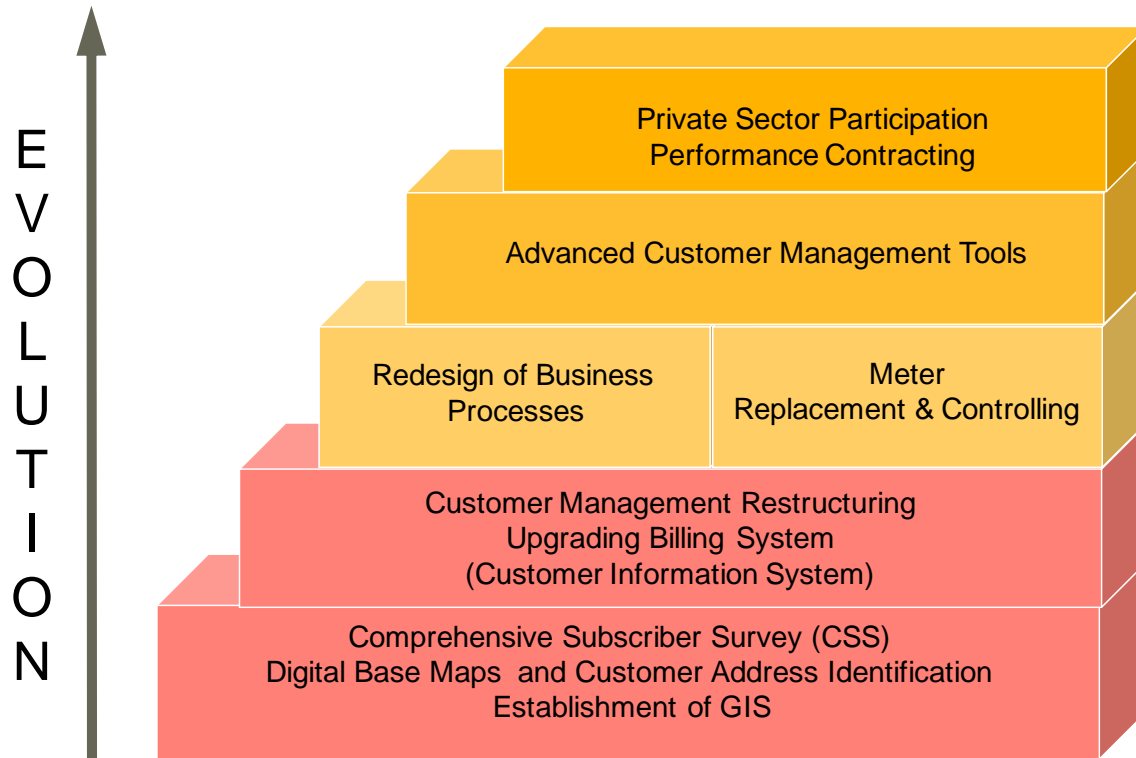 EVOLUTION
Private Sector Participation
Performance Contracting
Advanced Customer Management Tools
Redesign of Business
Processes
Meter
Replacement & Controlling
Customer Management Restructuring
Upgrading Billing System
(Customer Information System)
Comprehensive Subscriber Survey (CSS)
Digital Base Maps and Customer Address Identification
Establishment of GIS